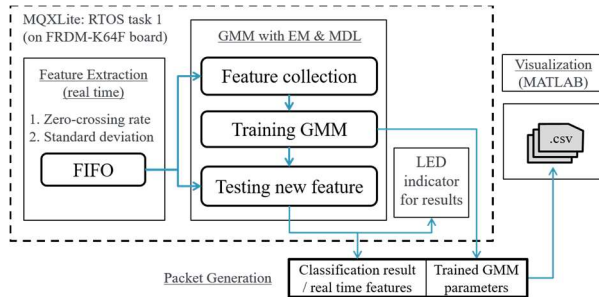 MQXLite: RTOS task 1
(on FRDM-K64F board)
Feature Extraction
(real time)
1. Zero-crossing rate
2. Standard deviation
FIFO
GMM with EM & MDL
Feature collection
Training GMM
Testing new feature
LED
indicator
for results
Visualization
(MATLAB)
.csv
Packet Generation
Classification result
/ real time features
Trained GMM
parameters